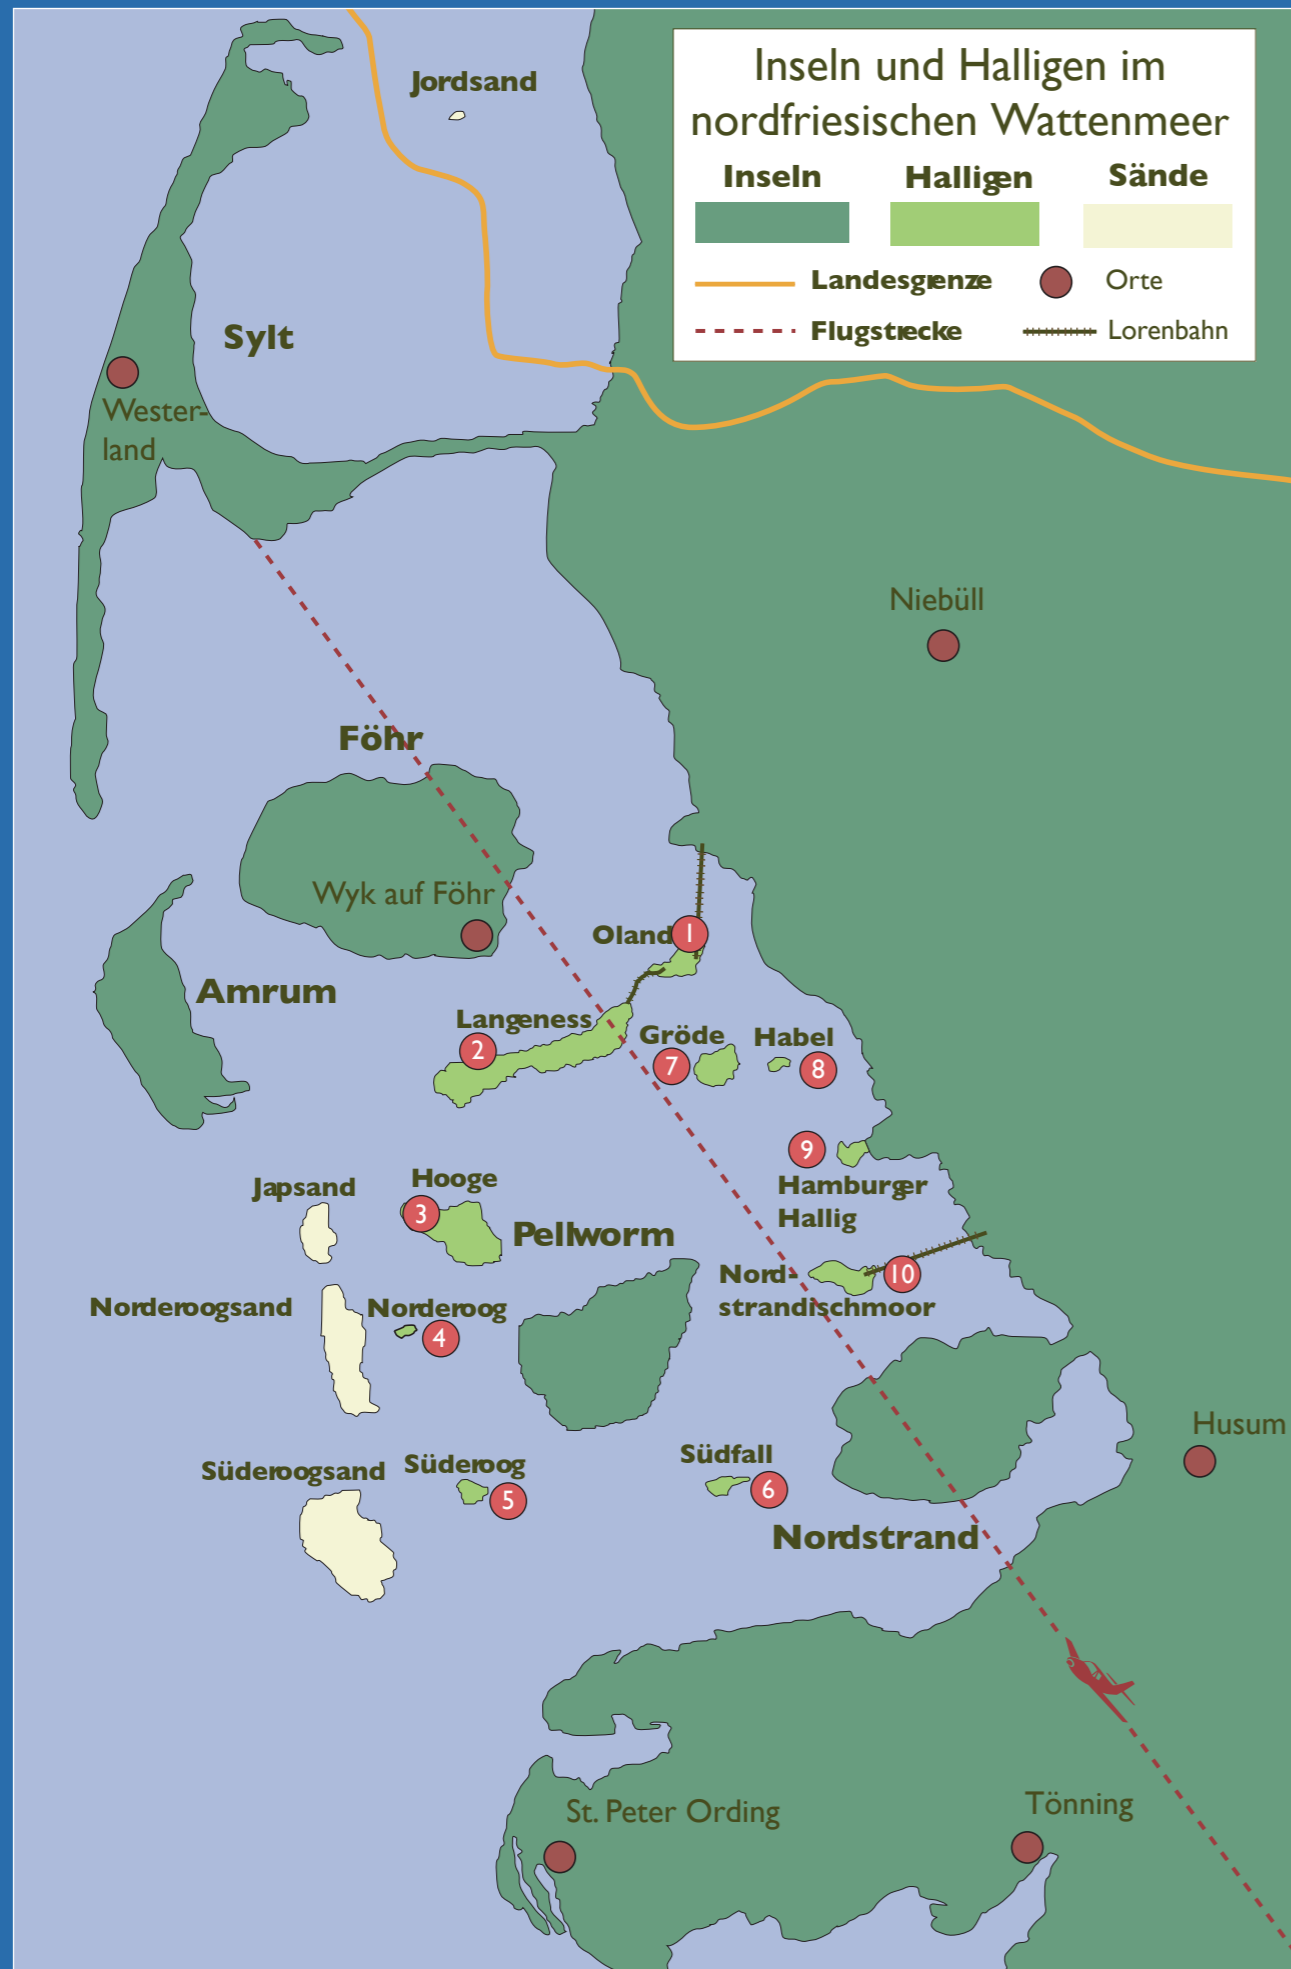 Inseln und Halligen im
nordfriesischen Wattenmeer
Inseln
Halligen
Sände
Landesgrenze
Orte
Flugstrecke
Lorenbahn
Jordsand
Sylt
Wester-
land
Niebüll
Föhr
Wyk auf Föhr
Oland
1
Amrum
Langeness
2
Gröde
7
Habel
8
9
Hamburger
Hallig
Japsand
Hooge
3
Pellworm
Nord-
strandischmoor
10
Norderoogsand
Norderoog
4
Husum
Süderoogsand
Süderoog
5
Südfall
6
Nordstrand
St. Peter Ording
Tönning